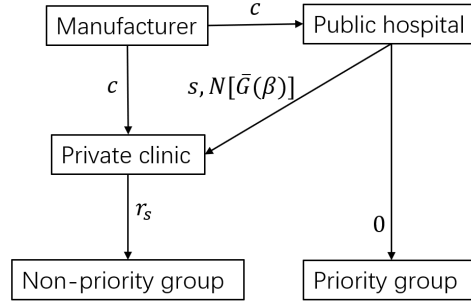 Manufacturer
c
Public hospital
c
s, N[Ḡ(β)]
Private clinic
r_s
0
Non-priority group
Priority group